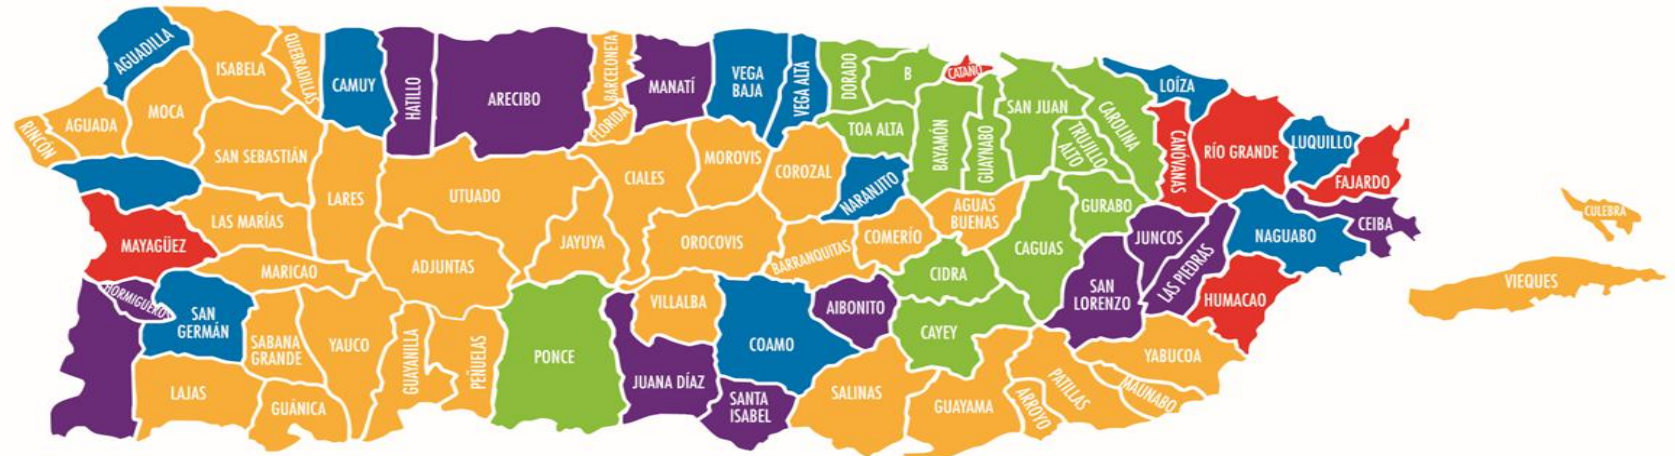 AGUADILLA
ISABELA
QUEBRADILLAS
CAMUY
HATILLO
ARECIBO
BARCELONETA
FLORIDA
MANATÍ
VEGA
BAJA
VEGA ALTA
DORADO
B
CATAÑO
TOA ALTA
BAYAMÓN
GUAYNABO
SAN JUAN
TRUJILLO
ALTO
CAROLINA
LOÍZA
CANÓVANAS
RÍO GRANDE
LUQUILLO
FAJARDO
CEIBA
NAGUABO
CULEBRA
VIEQUES
RINCÓN
AGUADA
MOCA
SAN SEBASTIÁN
LARES
UTUADO
CIALES
MOROVIS
COROZAL
NARANJITO
AGUAS
BUENAS
GURABO
CAGUAS
JUNCOS
LAS PIEDRAS
HUMACAO
SAN
LORENZO
MAYAGÜEZ
LAS MARÍAS
MARICAO
ADJUNTAS
JAYUYA
OROCOVIS
BARRANQUITAS
COMERÍO
CIDRA
CAYEY
AIBONITO
VILLALBA
COAMO
HORMIGUERO
SAN
GERMÁN
SABANA
GRANDE
YAUCO
GUAYANILLA
PEÑUELAS
PONCE
JUANA DÍAZ
SANTA
ISABEL
SALINAS
GUAYAMA
ARROYO
PATILLAS
MAUNABO
YABUCOA
LAJAS
GUÁNICA